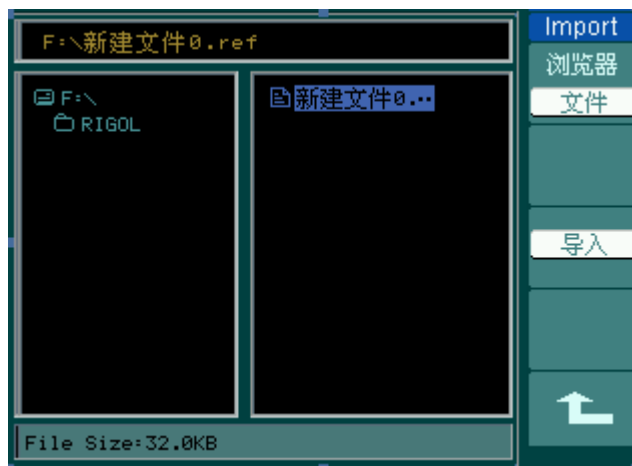 F:\新建文件0.ref
Import
浏览器
文件
F:\
RIGOL
新建文件0.··
导入
File Size:32.0KB